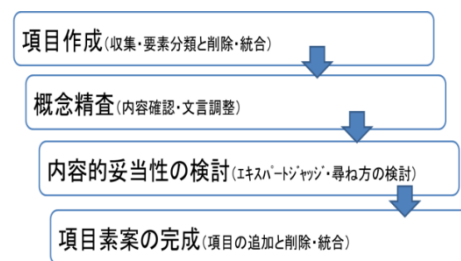 項目作成(収集・要素分類と削除・統合)
概念精査(内容確認・文言調整)
内容的妥当性の検討(ｴｷｽﾊﾟｰﾄｼﾞｬｯｼﾞ・尋ね方の検討)
項目素案の完成(項目の追加と削除・統合)